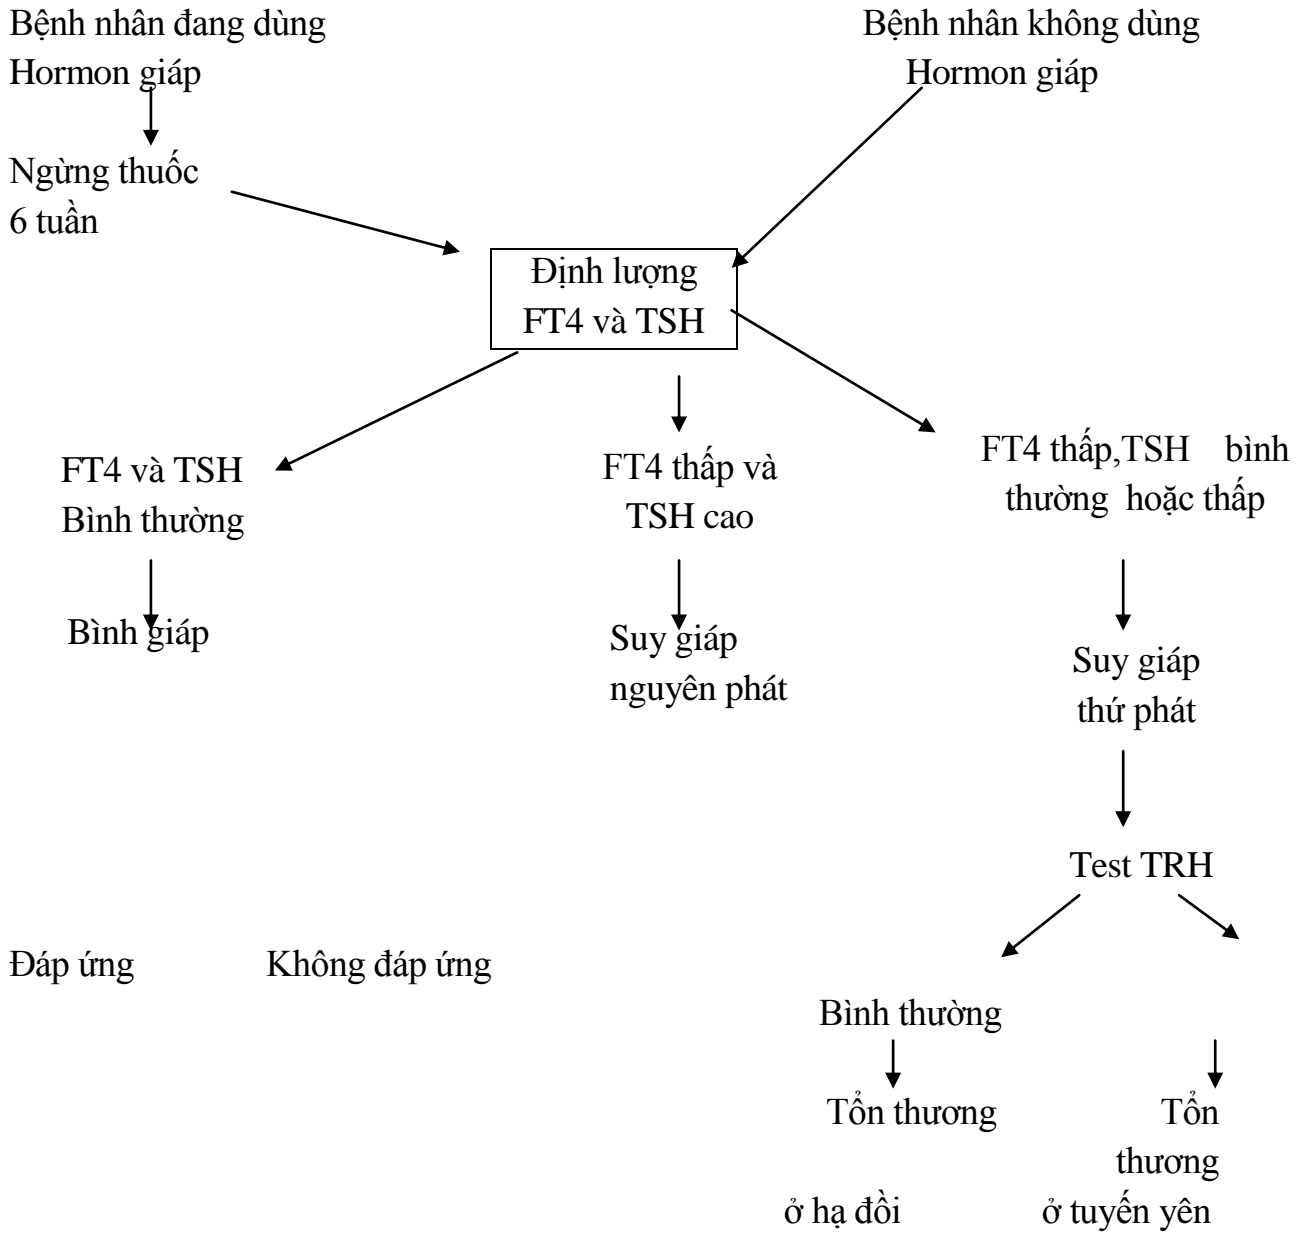 Bệnh nhân đang dùng
Hormon giáp
Bệnh nhân không dùng
Hormon giáp
Ngừng thuốc
6 tuần
Định lượng
FT4 và TSH
FT4 và TSH
Bình thường
FT4 thấp và
TSH cao
FT4 thấp,TSH bình
thường hoặc thấp
Bình giáp
Suy giáp
nguyên phát
Suy giáp
thứ phát
Test TRH
Đáp ứng
Không đáp ứng
Bình thường
Tổn thương
ở hạ đồi
Tổn
thương
ở tuyến yên